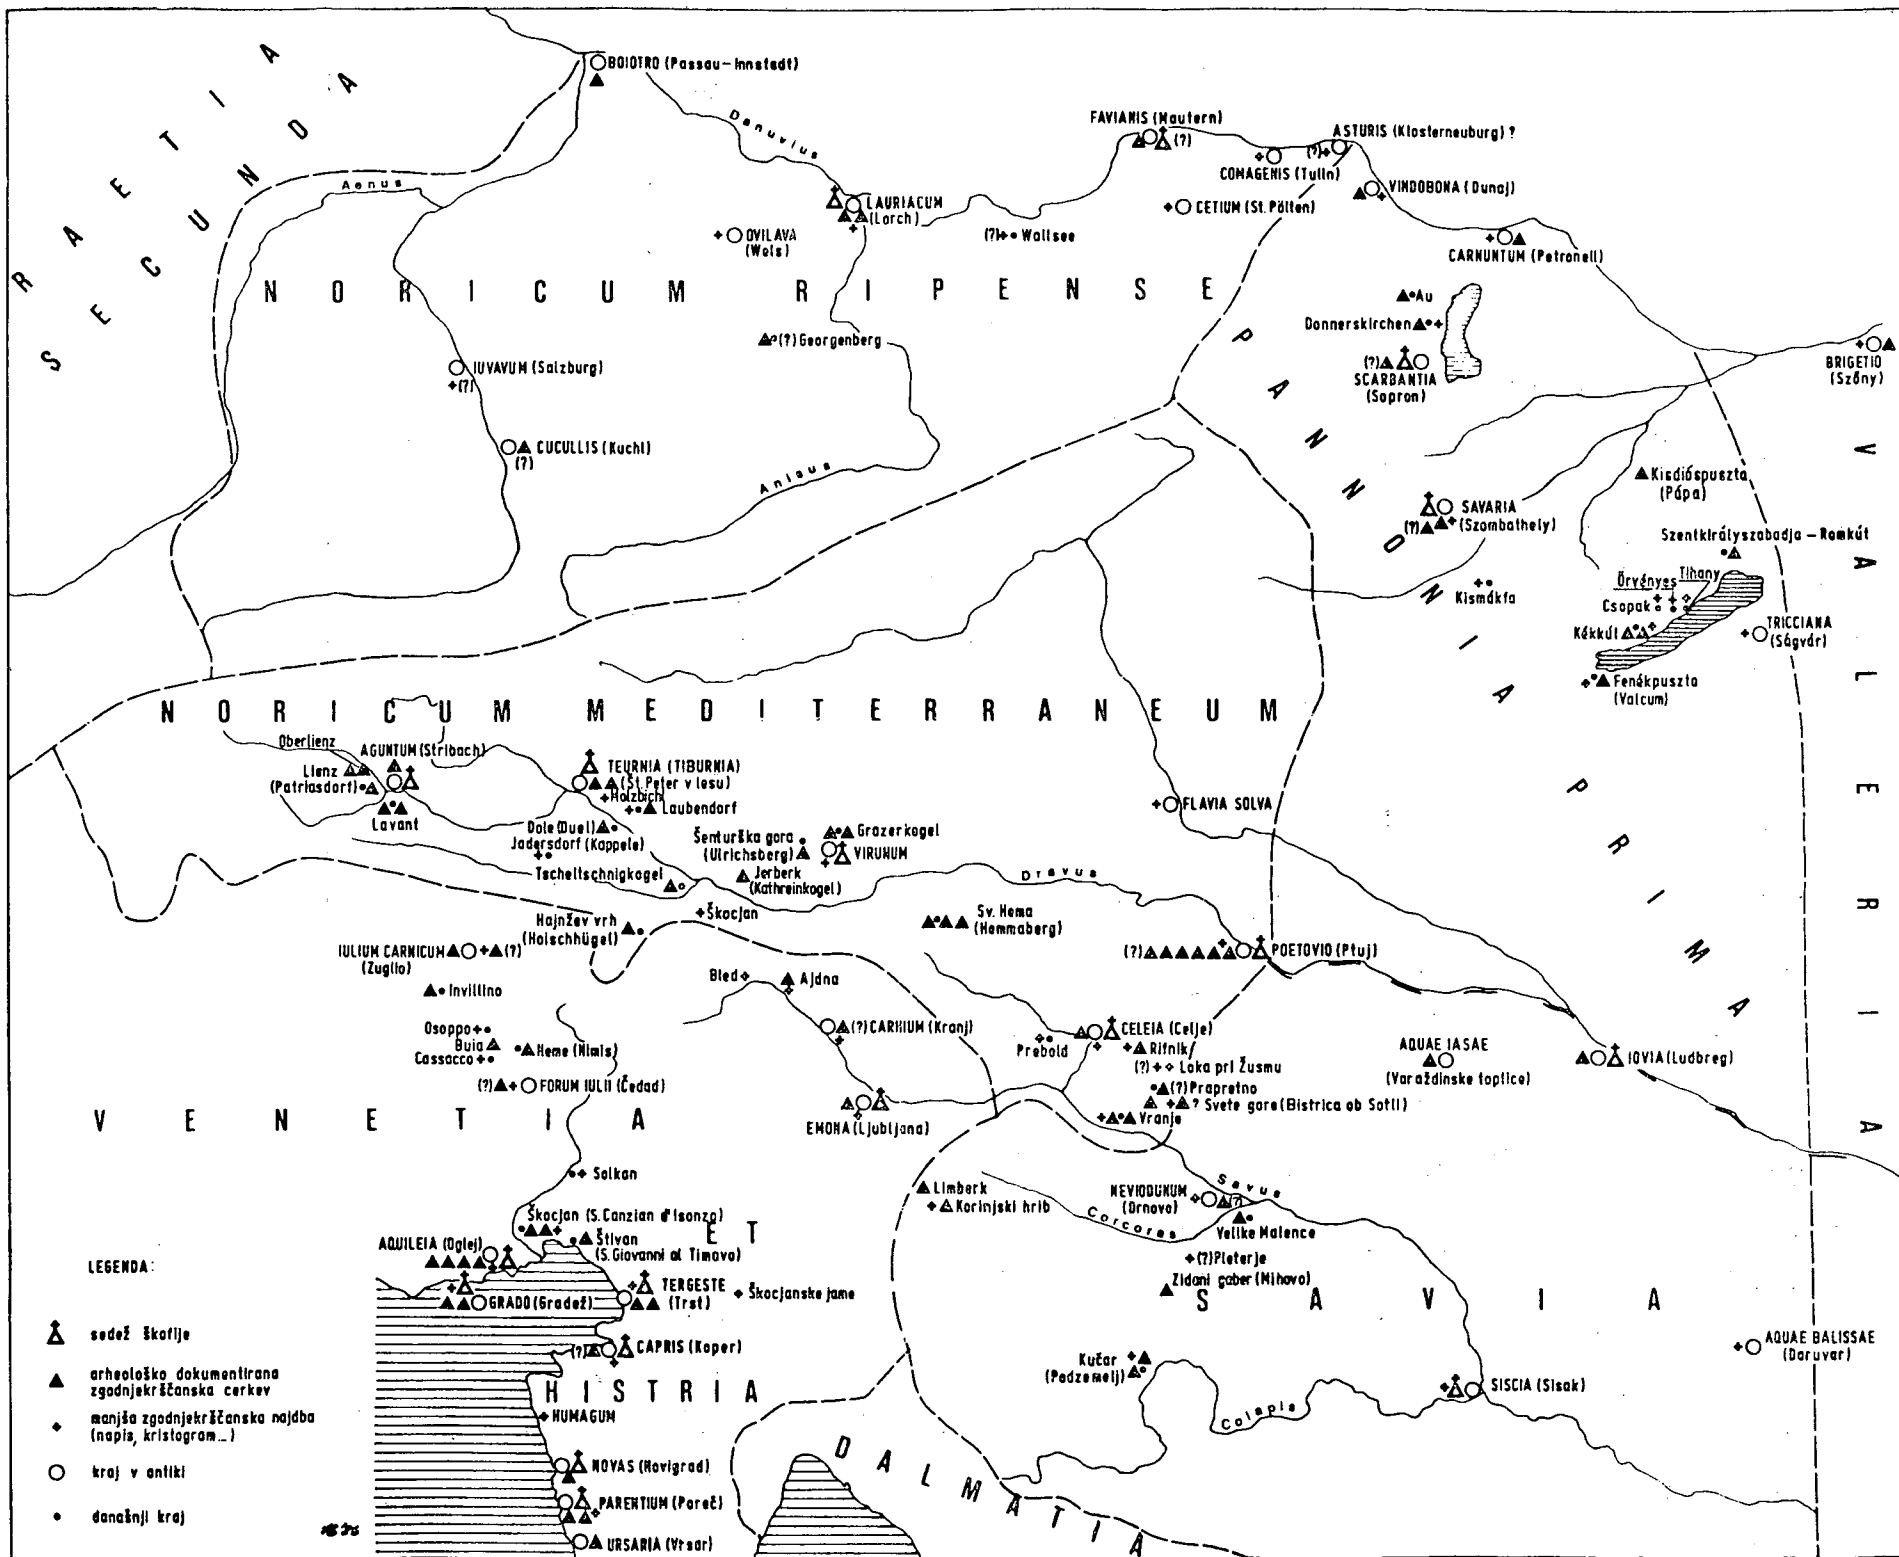 RAETIA
SECUNDA
BOIOTRO (Passau-Innstadt)
Danuvius
Aenus
FAVIANIS (Mautern)
(?)
ASTURIS (Klosterneuburg) ?
(?)
COMAGENIS (Tulln)
VINDOBONA (Dunaj)
LAURIACUM
(Lorch)
CETIUM (St. Pölten)
OVILAVA
(Wels)
(?) Wallsee
CARNUNTUM (Petronell)
NORICUM RIPENSE
Au
Donnerskirchen
(?) Georgenberg
(?)
SCARBANTIA
(Sopron)
BRIGETIO
(Szőny)
IUVAVUM (Salzburg)
(?)
CUCULLIS (Kuchl)
(?)
Anisus
PANNONIA PRIMA
VALERIA
Kisdióspuszta
(Pápa)
SAVARIA
(?) (Szombathely)
Szentkirályszabadja – Romkút
Kismákfa
Örvényes
Tihany
Csopak
Kékkút
TRICCIANA
(Ságvár)
Fenékpuszta
(Valcum)
NORICUM MEDITERRANEUM
Oberlienz
AGUNTUM (Stribach)
Lienz
(Patriasdorf)
Lavant
TEURNIA (TIBURNIA)
(Št. Peter v lesu)
Holzbichl
Laubendorf
Dole (Duel)
Jadersdorf (Kappele)
Tscheltschnigkogel
Šenturška gora
(Ulrichsberg)
Grazerkogel
VIRUNUM
Jerberk
(Kathreinkogel)
FLAVIA SOLVA
Dravus
Škocjan
Hajnžev vrh
(Hoischhügel)
Sv. Hema
(Hemmaberg)
(?) POETOVIO (Ptuj)
IULIUM CARNICUM (?)
(Zuglio)
Invillino
Bled
Ajdna
Osoppo
Buia
Cassacco
Heme (Nimis)
(?) FORUM IULII (Čedad)
(?) CARNIUM (Kranj)
CELEIA (Celje)
Prebold
Rifnik/
(?) Loka pri Žusmu
(?) Prapretno
? Svete gore (Bistrica ob Sotli)
Vranje
AQUAE IASAE
(Varaždinske toplice)
IOVIA (Ludbreg)
EMONA (Ljubljana)
VENETIA
ET
HISTRIA
Solkan
Limberk
Korinjski hrib
Corcores
NEVIODUNUM
(Drnovo)
(?)
Savus
Velike Malence
(?) Pleterje
Zidani gaber (Mihovo)
SAVIA
Škocjan (S. Canzian d'Isonzo)
Štivan
(S. Giovanni al Timavo)
AQUILEIA (Oglej)
GRADO (Gradež)
TERGESTE
(Trst)
Škocjanske jame
(?) CAPRIS (Koper)
HUMAGUM
NOVAS (Novigrad)
PARENTIUM (Poreč)
URSARIA (Vrsar)
Kučar
(Podzemelj)
Colapis
SISCIA (Sisak)
AQUAE BALISSAE
(Daruvar)
DALMATIA
LEGENDA:
sedež škofije
arheološko dokumentirana
zgodnjekrščanska cerkev
manjša zgodnjekrščanska najdba
(napis, kristogram...)
kraj v antiki
današnji kraj